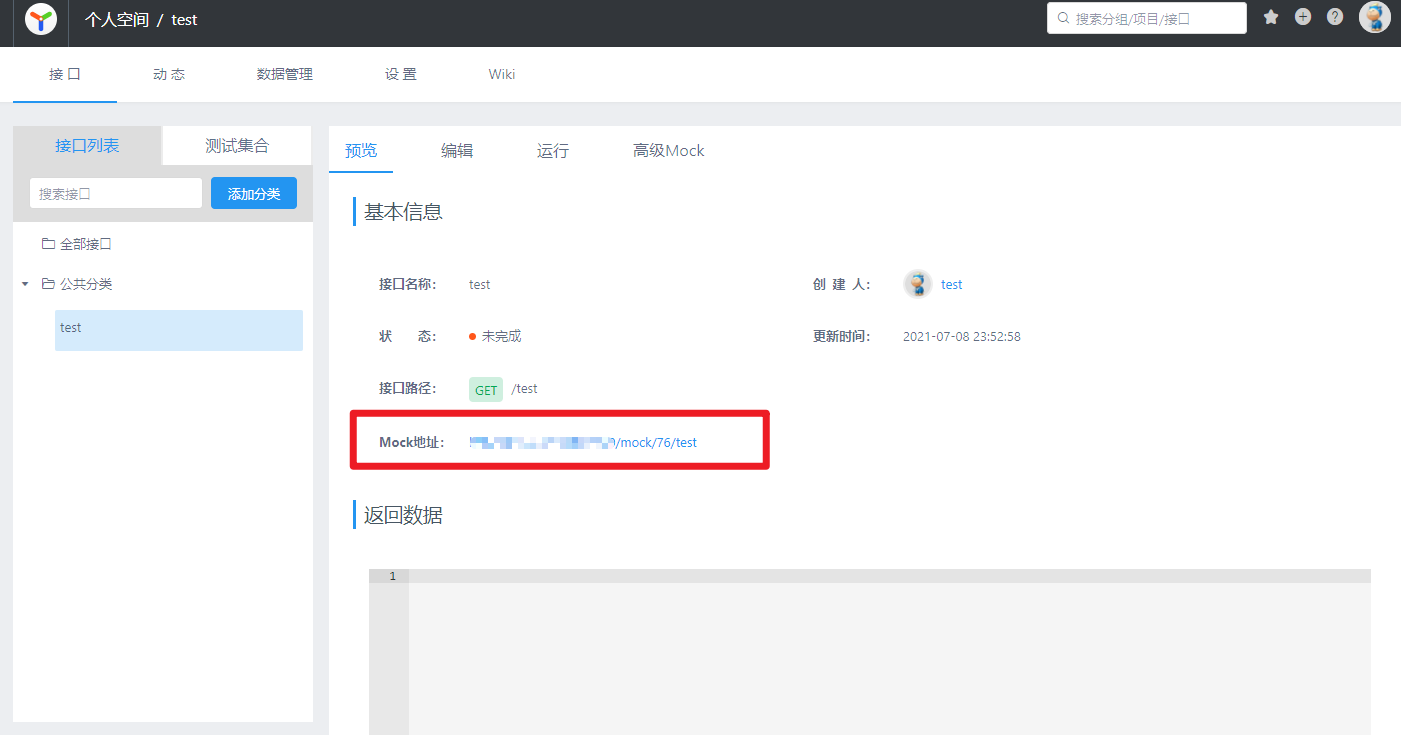 个人空间 / test
搜索分组/项目/接口
接 口
动 态
数据管理
设 置
Wiki
接口列表
测试集合
搜索接口
添加分类
全部接口
公共分类
test
预览
编辑
运行
高级Mock
基本信息
接口名称： test
创 建 人： test
状 态： 未完成
更新时间： 2021-07-08 23:52:58
接口路径： GET /test
Mock地址： /mock/76/test
返回数据
1